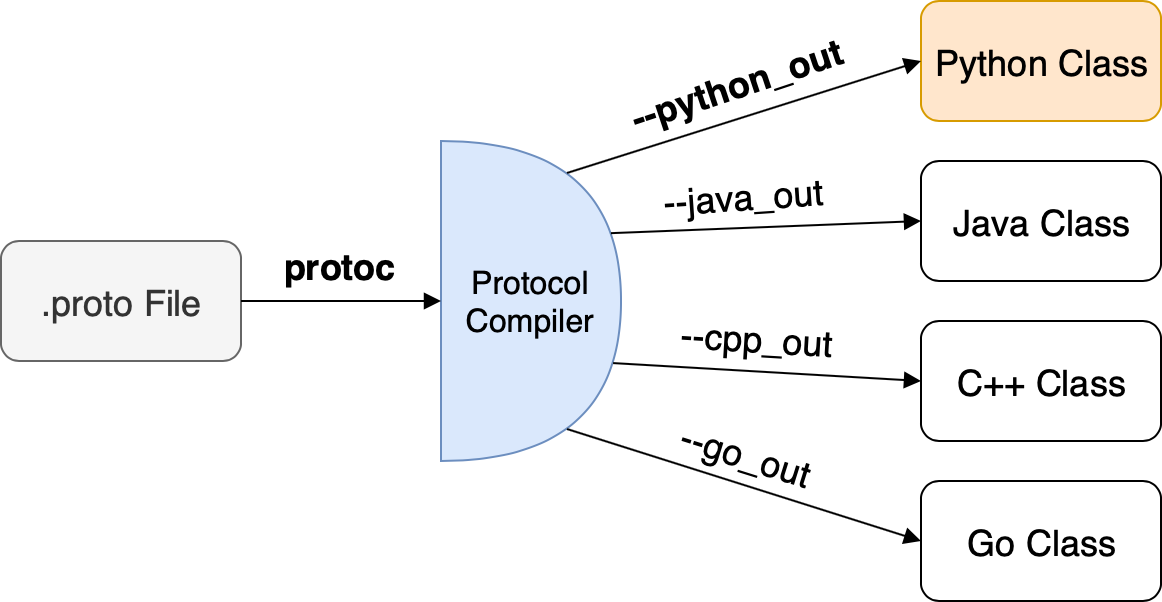 .proto File
protoc
Protocol
Compiler
--python_out
Python Class
--java_out
Java Class
--cpp_out
C++ Class
--go_out
Go Class